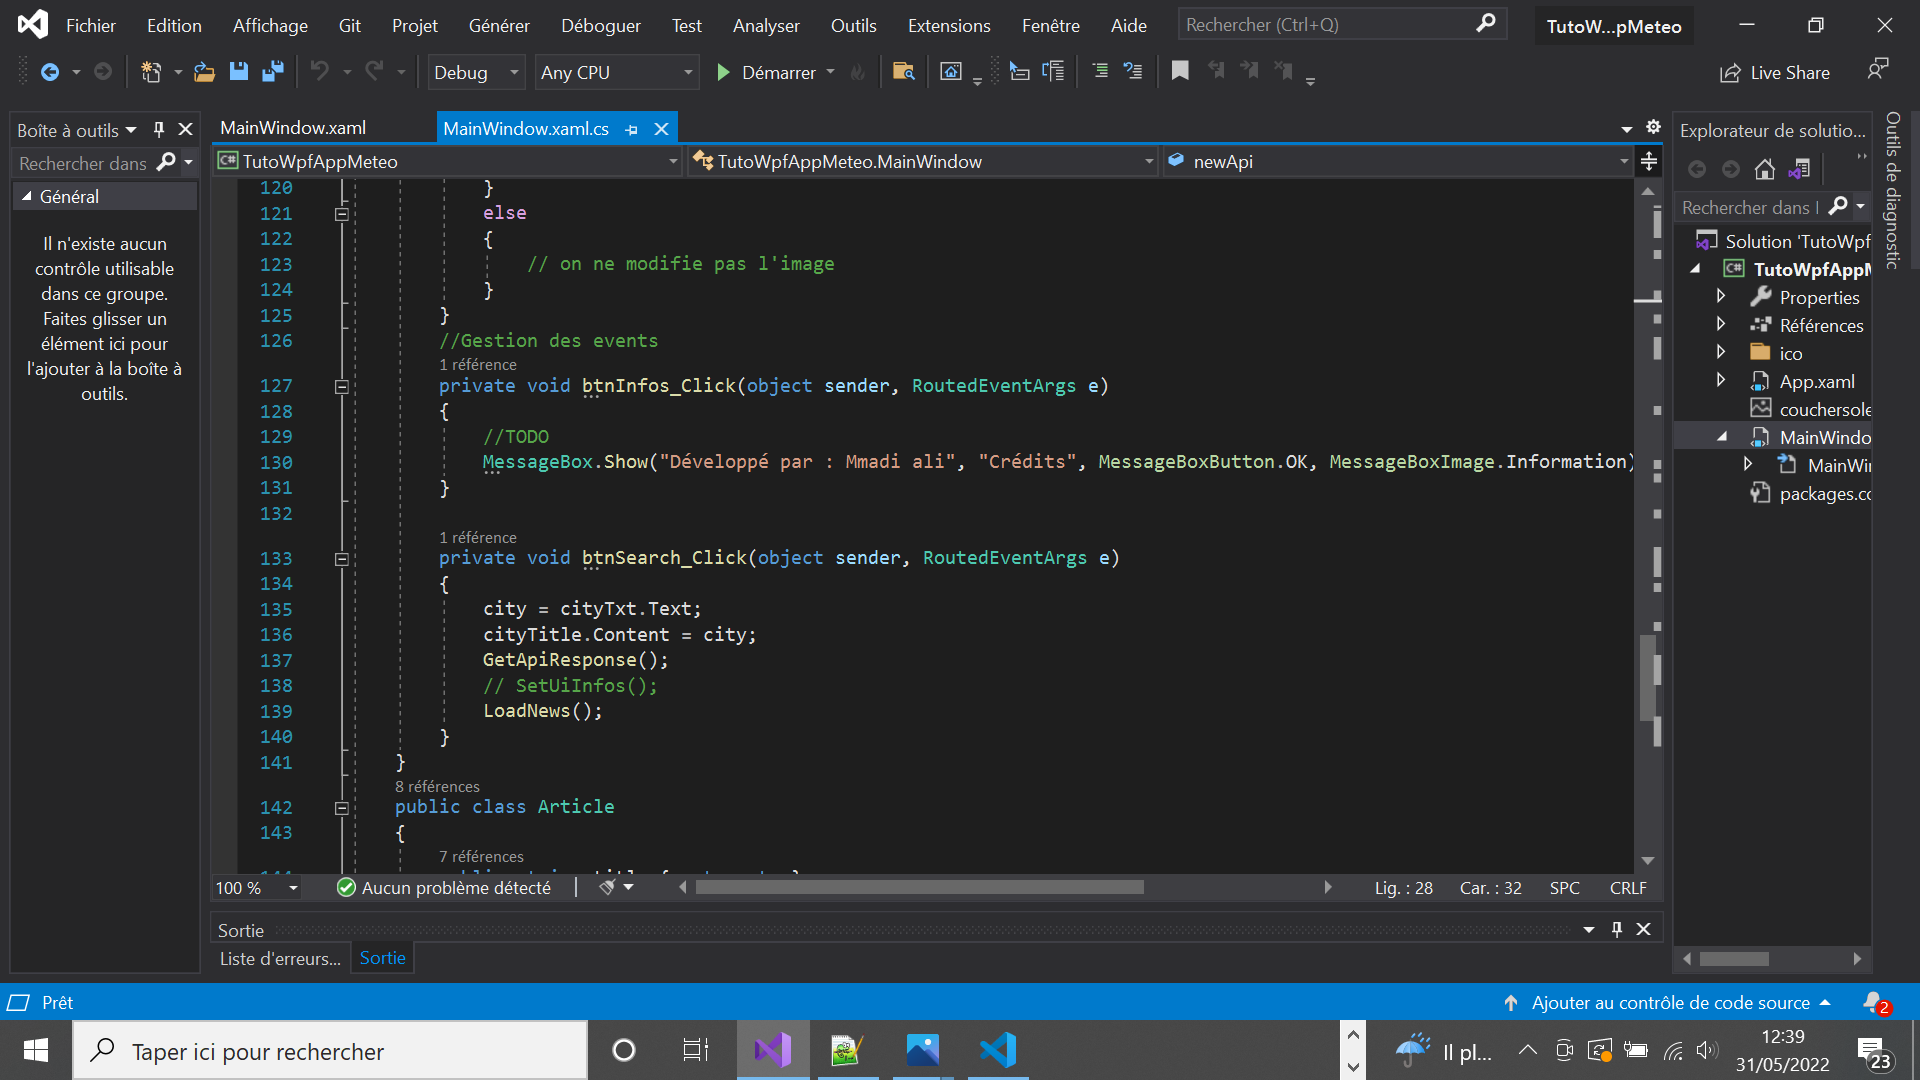 Fichier Edition Affichage Git Projet Générer Déboguer Test Analyser Outils Extensions Fenêtre Aide Rechercher (Ctrl+Q) TutoW...pMeteo
Debug Any CPU Démarrer Live Share
Boîte à outils
Rechercher dans
Général
Il n'existe aucun
contrôle utilisable
dans ce groupe.
Faites glisser un
élément ici pour
l'ajouter à la boîte à
outils.
MainWindow.xaml MainWindow.xaml.cs
C# TutoWpfAppMeteo TutoWpfAppMeteo.MainWindow newApi
120 }
121 else
122 {
123 // on ne modifie pas l'image
124 }
125 }
126 //Gestion des events
1 référence
127 private void btnInfos_Click(object sender, RoutedEventArgs e)
128 {
129 //TODO
130 MessageBox.Show("Développé par : Mmadi ali", "Crédits", MessageBoxButton.OK, MessageBoxImage.Information)
131 }
132
1 référence
133 private void btnSearch_Click(object sender, RoutedEventArgs e)
134 {
135 city = cityTxt.Text;
136 cityTitle.Content = city;
137 GetApiResponse();
138 // SetUiInfos();
139 LoadNews();
140 }
141 }
8 références
142 public class Article
143 {
7 références
100 % Aucun problème détecté Lig. : 28 Car. : 32 SPC CRLF
Sortie
Liste d'erreurs... Sortie
Explorateur de solutio...
Rechercher dans l
Solution 'TutoWpf
C# TutoWpfAppM
Properties
Références
ico
App.xaml
couchersole
MainWindo
MainWin
packages.co
Outils de diagnostic
Prêt Ajouter au contrôle de code source 2
Taper ici pour rechercher Il pl... 12:39
31/05/2022 23